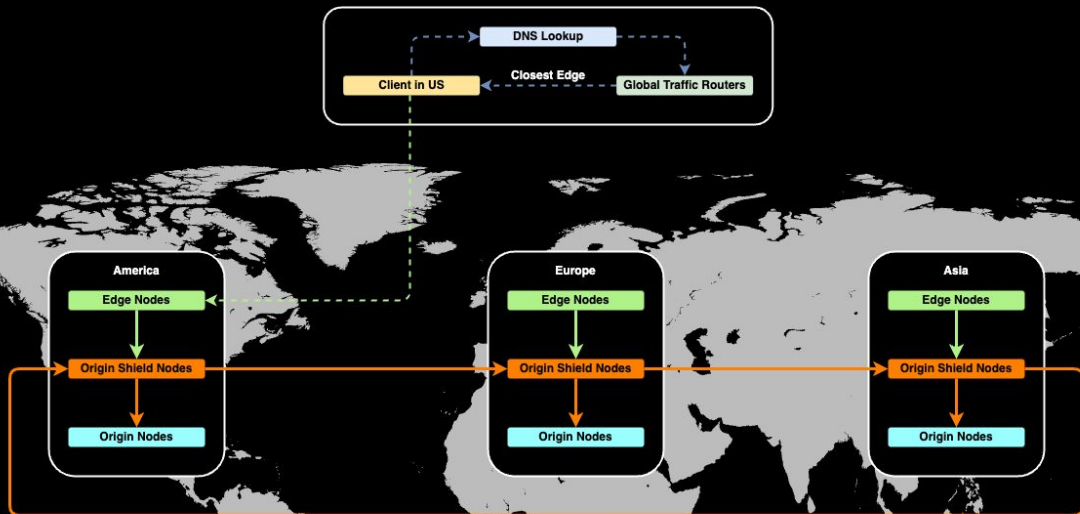 DNS Lookup
Closest Edge
Client in US
Global Traffic Routers
America
Europe
Asia
Edge Nodes
Edge Nodes
Edge Nodes
Origin Shield Nodes
Origin Shield Nodes
Origin Shield Nodes
Origin Nodes
Origin Nodes
Origin Nodes